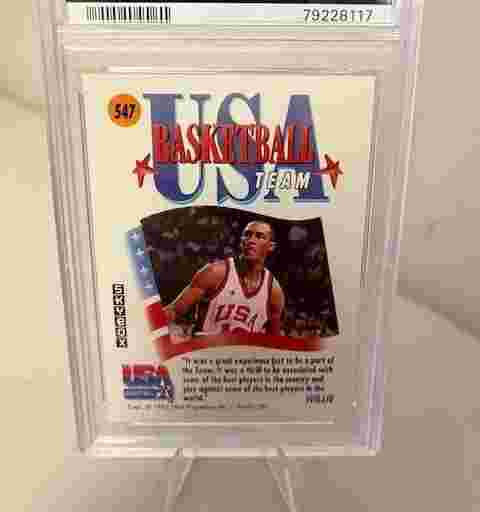 79228117
547
USA
BASKETBALL
TEAM
USA
SKYBOX
USA
"It was a great experience just to be a part of
the Team. It was a thrill to be associated with
some of the best players in the country and
play against some of the best players in the
world."